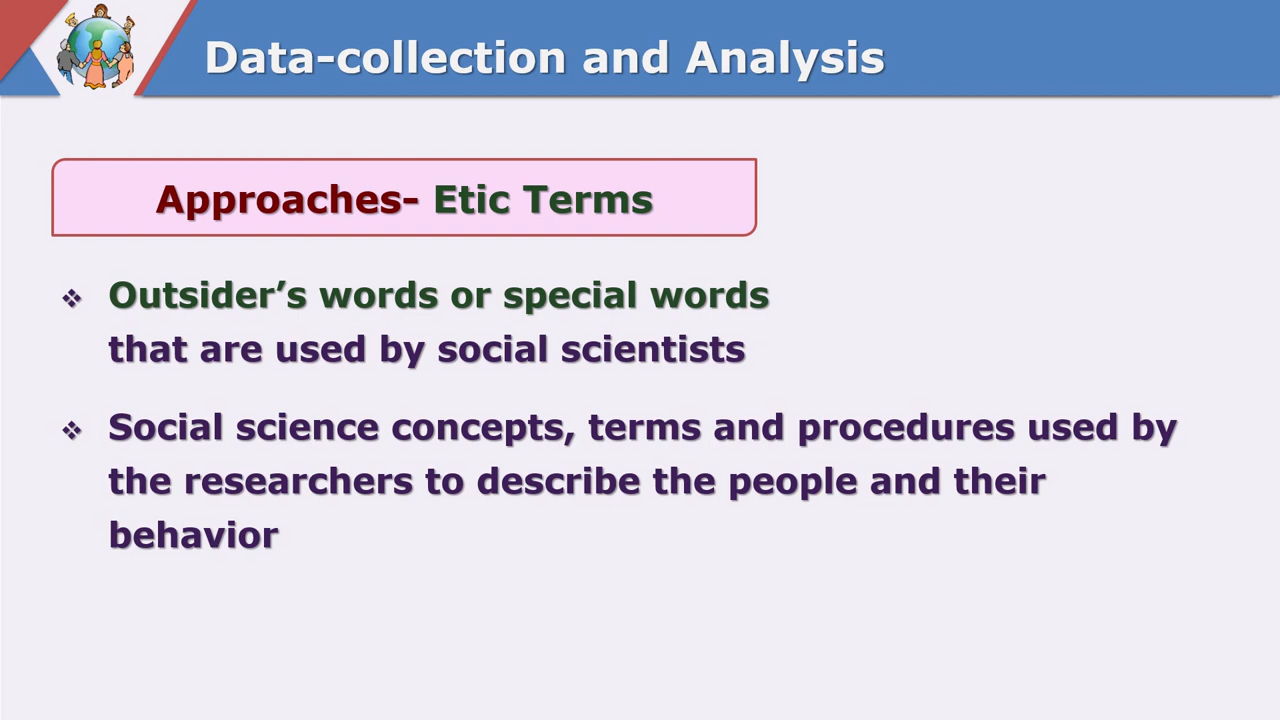 Data-collection and Analysis
Approaches- Etic Terms
❖ Outsider’s words or special words
that are used by social scientists
❖ Social science concepts, terms and procedures used by
the researchers to describe the people and their
behavior